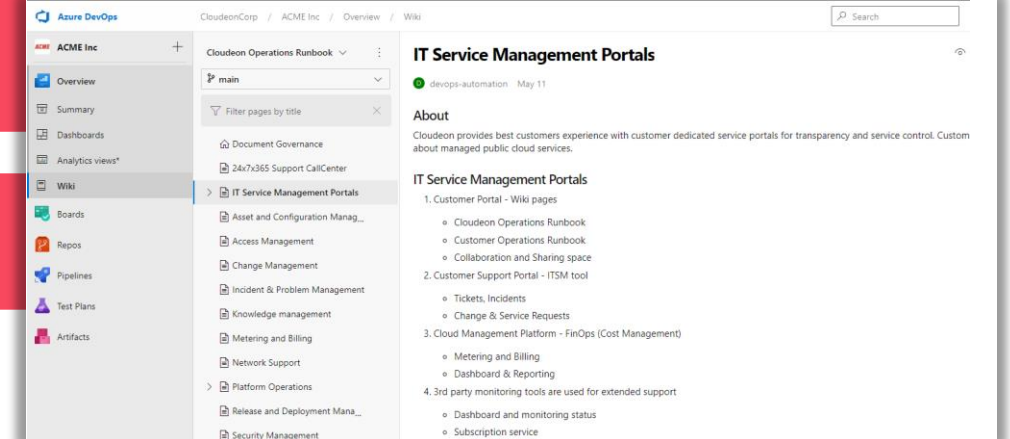 Azure DevOps
CloudeonCorp / ACME Inc / Overview / Wiki
Search
ACME
ACME Inc
Overview
Summary
Dashboards
Analytics views*
Wiki
Boards
Repos
Pipelines
Test Plans
Artifacts
Cloudeon Operations Runbook
main
Filter pages by title
Document Governance
24x7x365 Support CallCenter
IT Service Management Portals
Asset and Configuration Manag_
Access Management
Change Management
Incident & Problem Management
Knowledge management
Metering and Billing
Network Support
Platform Operations
Release and Deployment Mana_
Security Management
IT Service Management Portals
devops-automation May 11
About
Cloudeon provides best customers experience with customer dedicated service portals for transparency and service control. Custom
about managed public cloud services.
IT Service Management Portals
1. Customer Portal - Wiki pages
Cloudeon Operations Runbook
Customer Operations Runbook
Collaboration and Sharing space
2. Customer Support Portal - ITSM tool
Tickets, Incidents
Change & Service Requests
3. Cloud Management Platform - FinOps (Cost Management)
Metering and Billing
Dashboard & Reporting
4. 3rd party monitoring tools are used for extended support
Dashboard and monitoring status
Subscription service